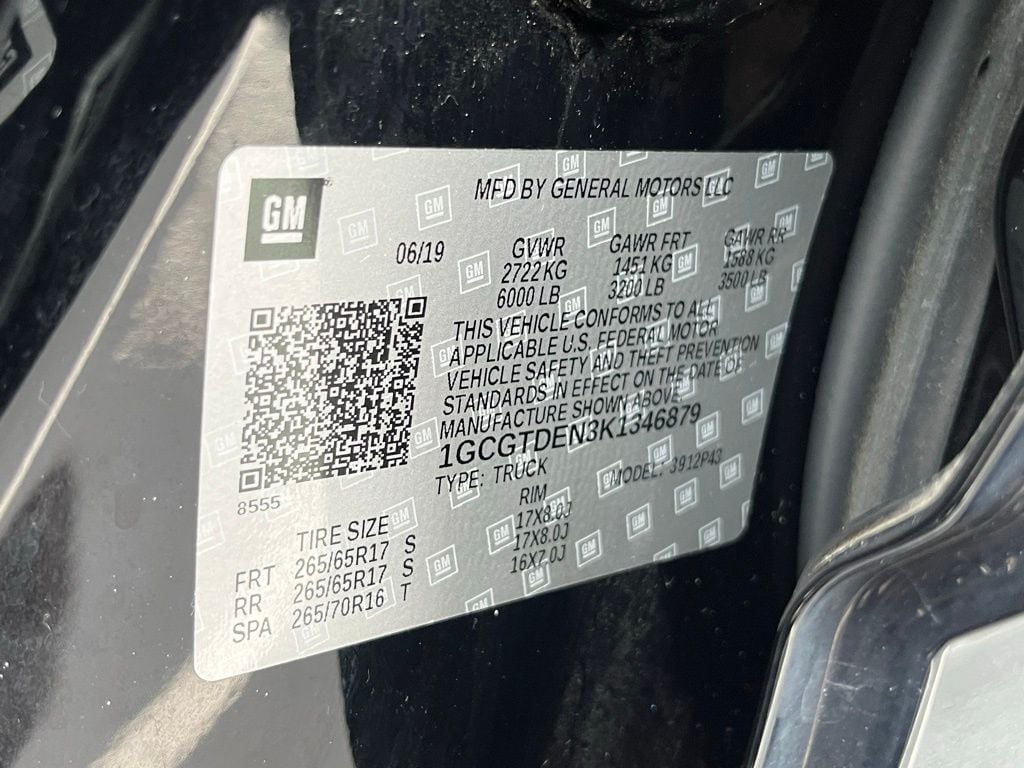 GM
MFD BY GENERAL MOTORS LLC
06/19 GVWR GAWR FRT GAWR RR
2722 KG 1451 KG 1588 KG
6000 LB 3200 LB 3500 LB
THIS VEHICLE CONFORMS TO ALL
APPLICABLE U.S. FEDERAL MOTOR
VEHICLE SAFETY AND THEFT PREVENTION
STANDARDS IN EFFECT ON THE DATE OF
MANUFACTURE SHOWN ABOVE.
1GCGTDEN3K1346879
TYPE: TRUCK MODEL: 3912P43
8555
TIRE SIZE RIM
FRT 265/65R17 S 17X8.0J
RR 265/65R17 S 17X8.0J
SPA 265/70R16 T 16X7.0J